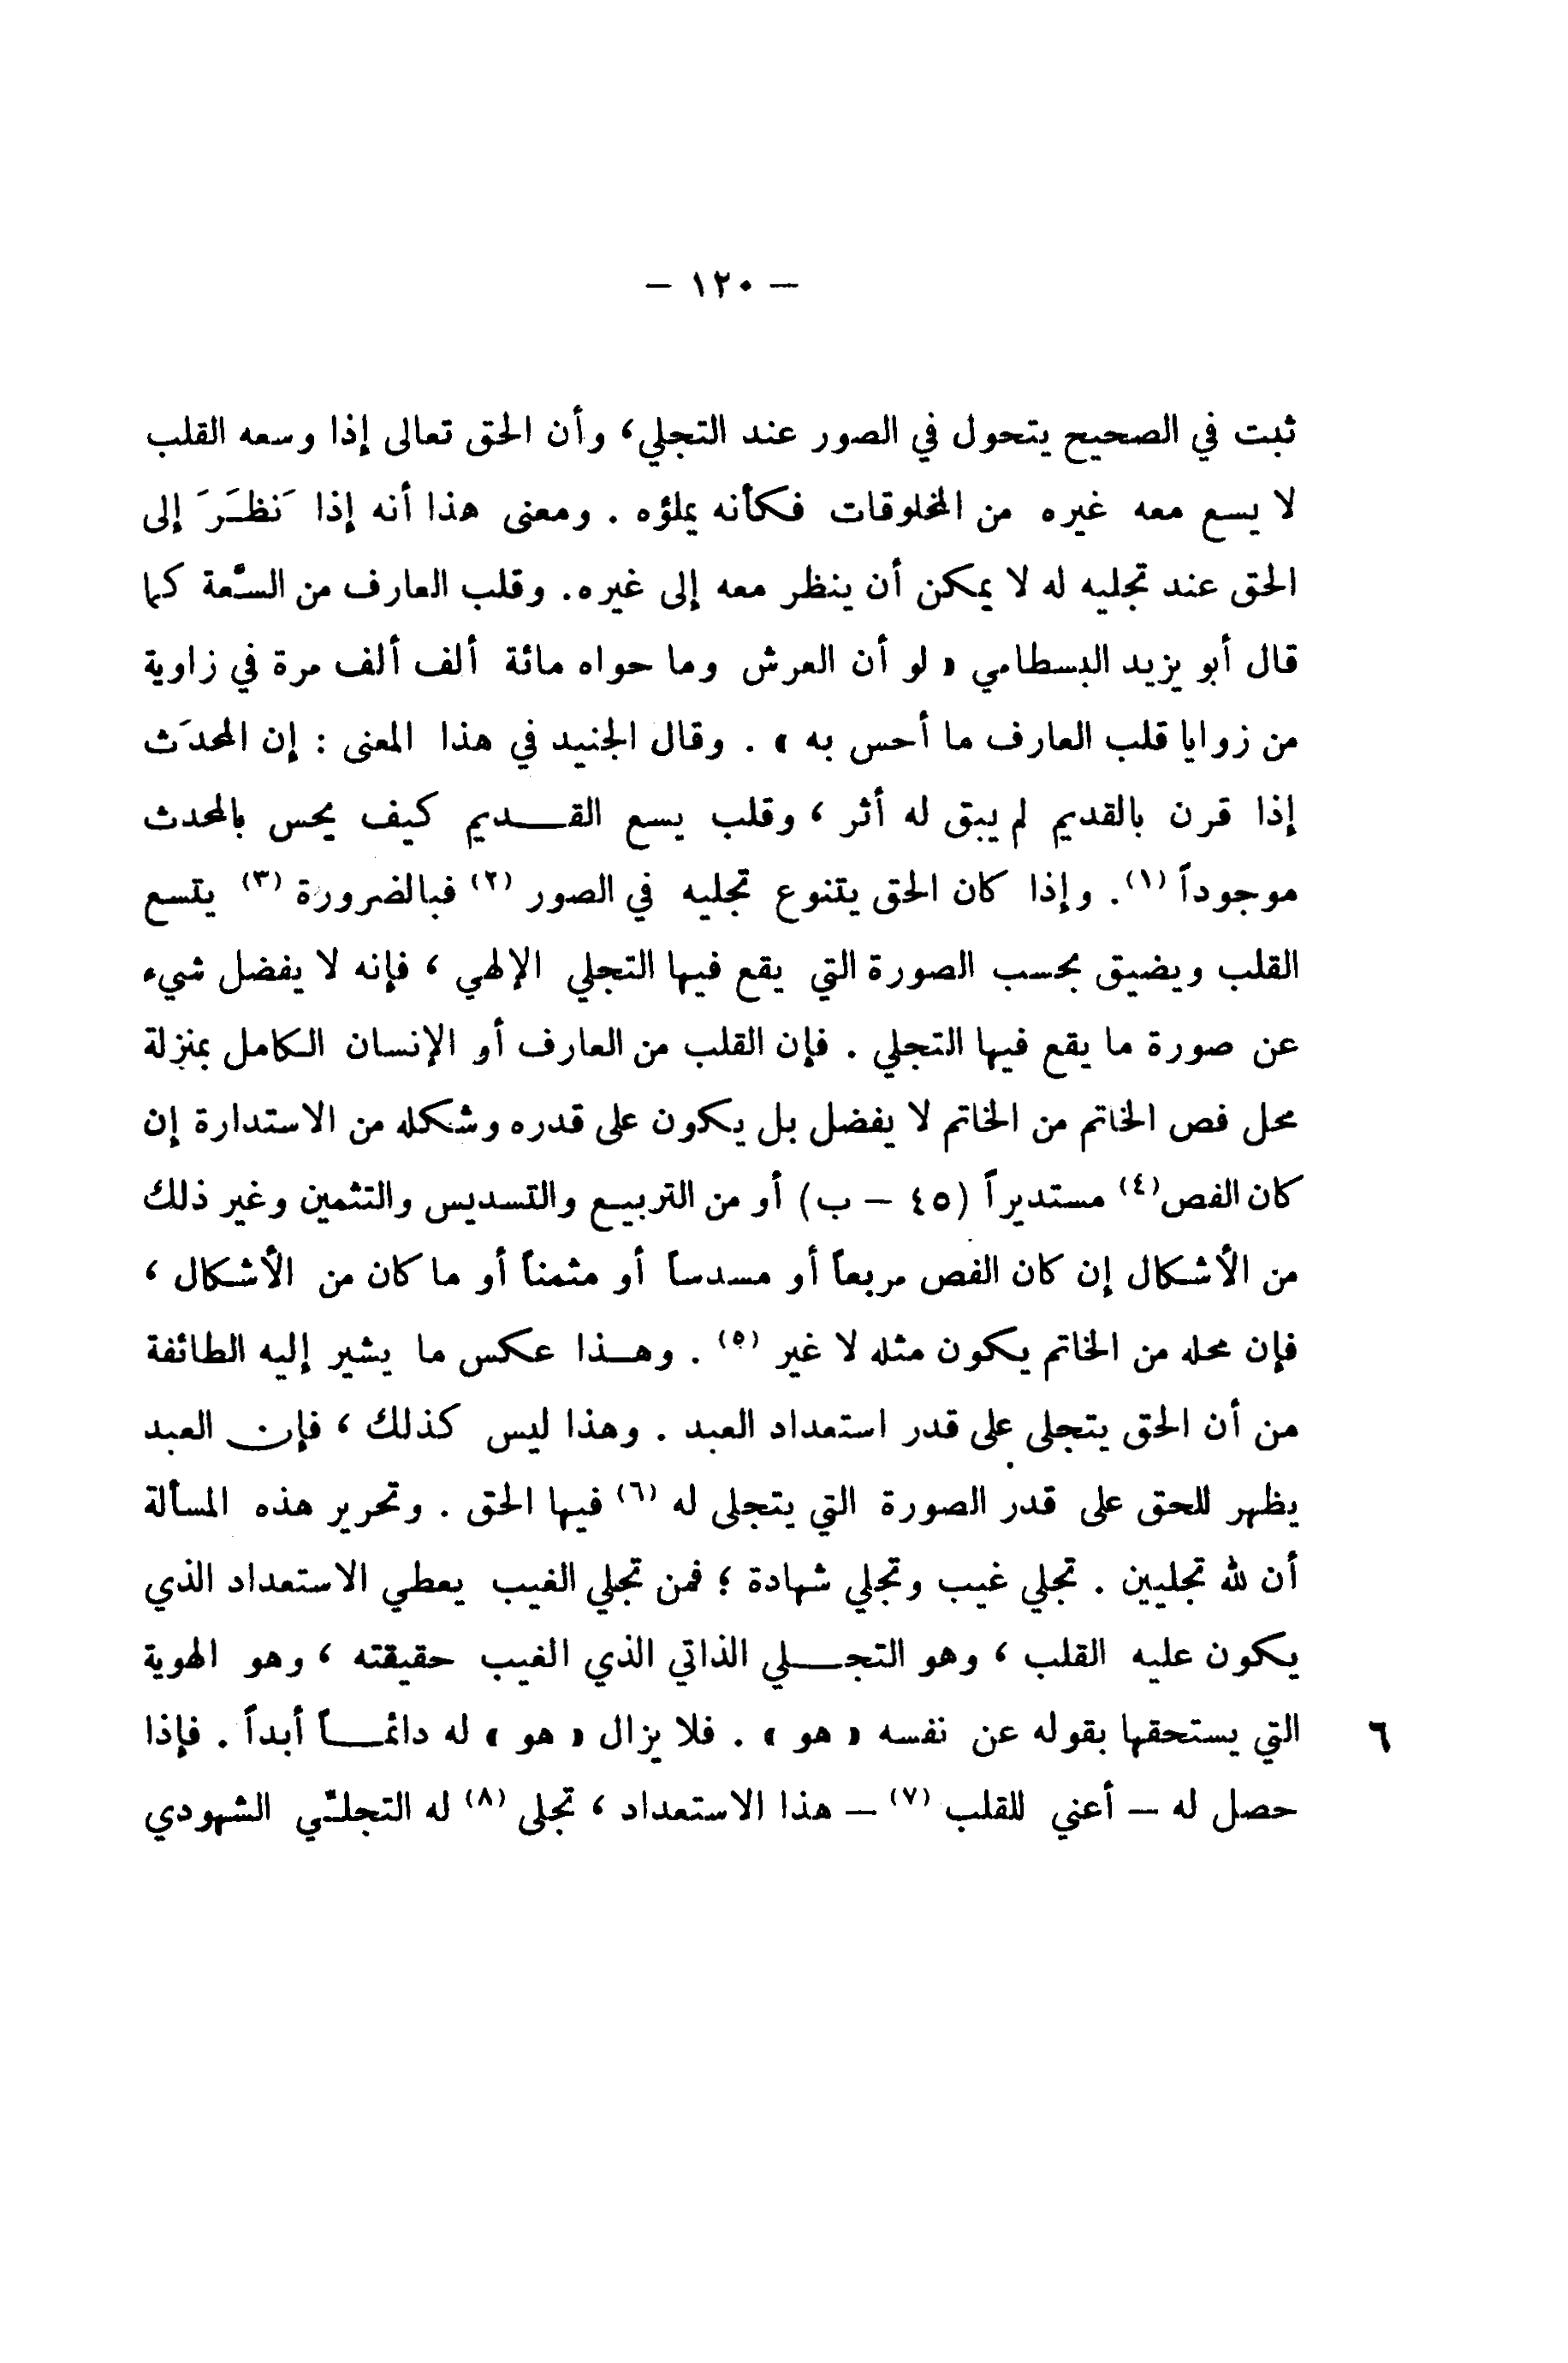 – ١٢٠ –
ثبت في الصحيح يتحول في الصور عند التجلي، وأن الحق تعالى إذا وسعه القلب
لا يسع معه غيره من المخلوقات فكأنه يملؤه . ومعنى هذا أنه إذا نَظَرَ إلى
الحق عند تجليه له لا يمكن أن ينظر معه إلى غيره. وقلب العارف من السَّعة كما
قال أبو يزيد البسطامي « لو أن العرش وما حواه مائة ألف ألف مرة في زاوية
من زوايا قلب العارف ما أحس به » . وقال الجنيد في هذا المعنى : إن المحدَث
إذا قرن بالقديم لم يبق له أثر ، وقلب يسع القـــديم كيف يحس بالمحدث
موجوداً (١). وإذا كان الحق يتنوع تجليه في الصور (٢) فبالضرورة (٣) يتسع
القلب ويضيق بحسب الصورة التي يقع فيها التجلي الإلهي ، فإنه لا يفضل شيء
عن صورة ما يقع فيها التجلي . فإن القلب من العارف أو الإنسان الكامل بمنزلة
محل فص الخاتم من الخاتم لا يفضل بل يكون على قدره وشكله من الاستدارة إن
كان الفص (٤) مستديراً (٤٥ – ب) أو من التربيع والتسديس والتثمين وغير ذلك
من الأشكال إن كان الفص مربعاً أو مسدساً أو مثمناً أو ما كان من الأشكال ،
فإن محله من الخاتم يكون مثله لا غير (٥) . وهــذا عكس ما يشير إليه الطائفة
من أن الحق يتجلى على قدر استعداد العبد . وهذا ليس كذلك ، فإن العبد
يظهر للحق على قدر الصورة التي يتجلى له (٦) فيها الحق . وتحرير هذه المسألة
أن لله تجليين . تجلي غيب وتجلي شهادة ؛ فمن تجلي الغيب يعطي الاستعداد الذي
يكون عليه القلب ، وهو التجـــلي الذاتي الذي الغيب حقيقته ، وهو الهوية
التي يستحقها بقوله عن نفسه « هو » . فلا يزال « هو » له دائمـــاً أبداً . فإذا ٦
حصل له – أعني للقلب (٧) – هذا الاستعداد ، تجلى (٨) له التجلّي الشهودي